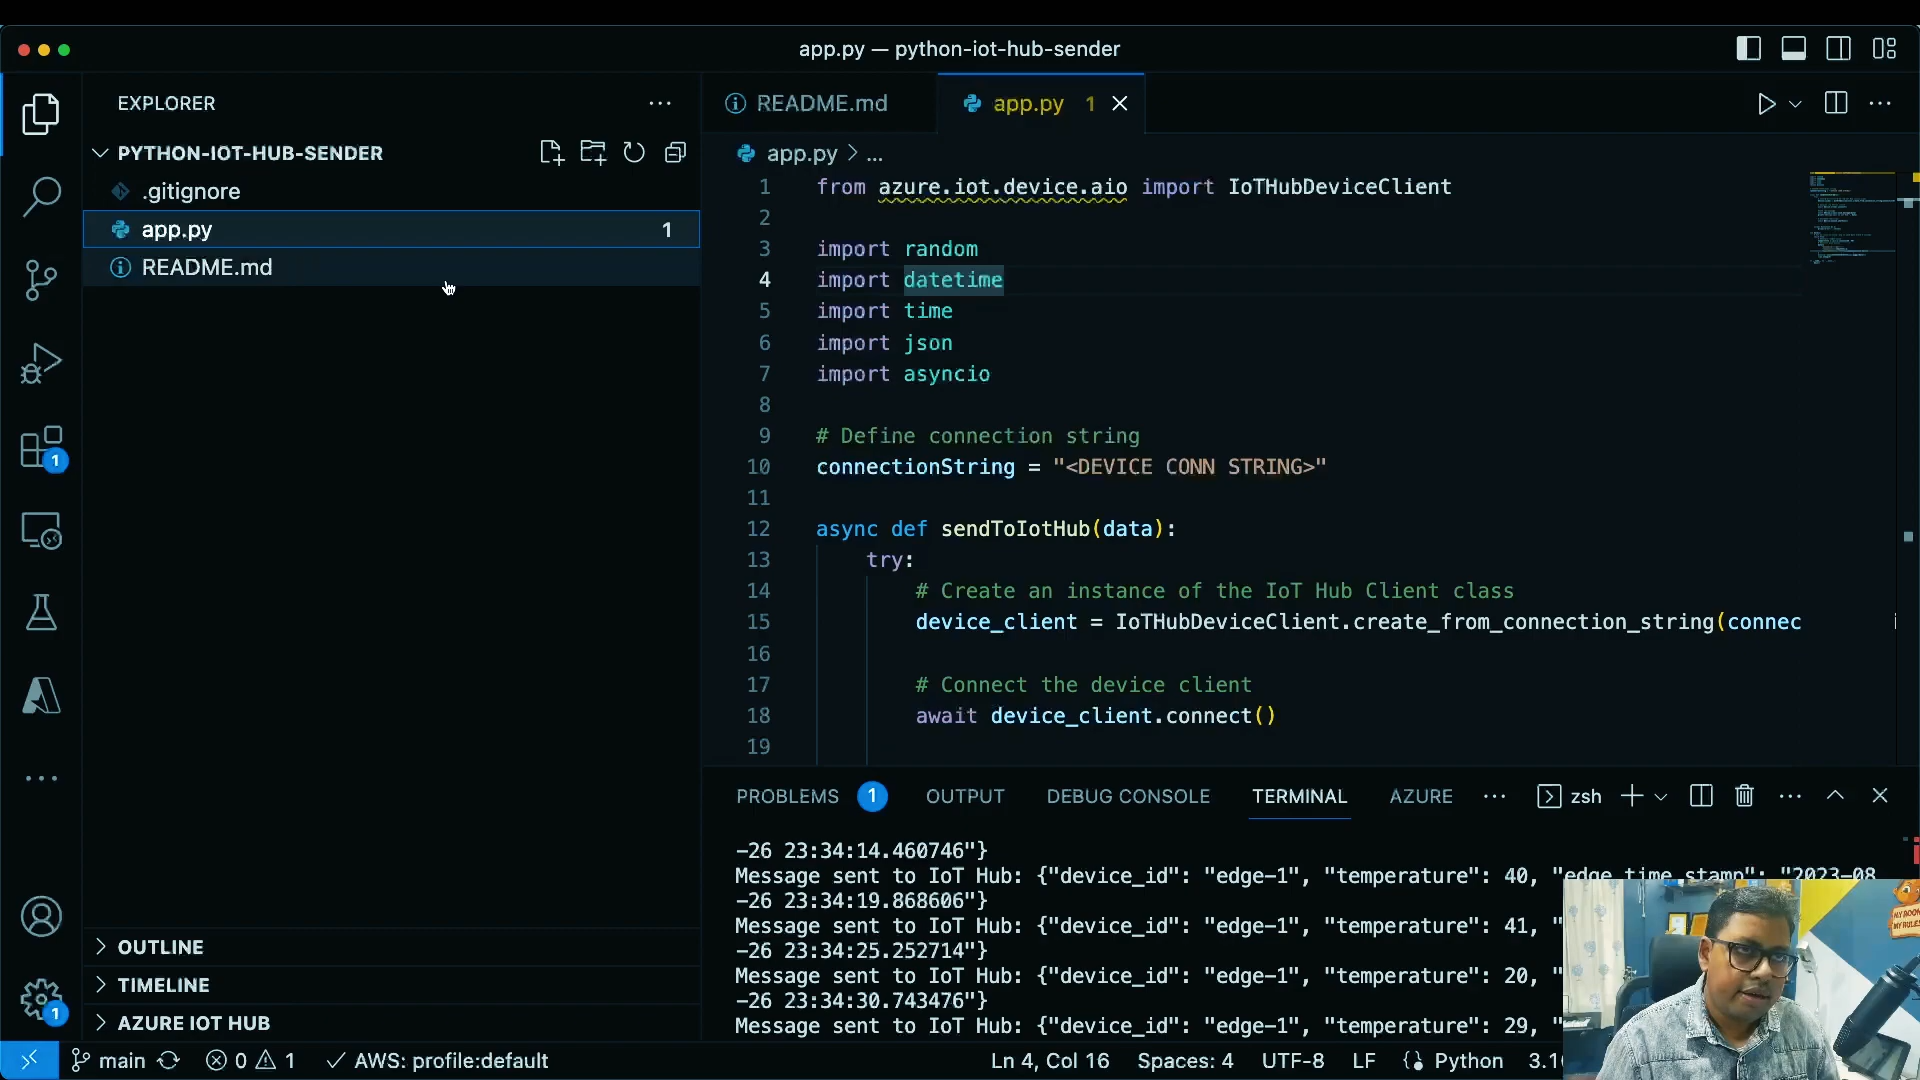 app.py — python-iot-hub-sender
EXPLORER
PYTHON-IOT-HUB-SENDER
.gitignore
app.py 1
README.md
OUTLINE
TIMELINE
AZURE IOT HUB
README.md
app.py 1
app.py > ...
1 from azure.iot.device.aio import IoTHubDeviceClient
2
3 import random
4 import datetime
5 import time
6 import json
7 import asyncio
8
9 # Define connection string
10 connectionString = "<DEVICE CONN STRING>"
11
12 async def sendToIotHub(data):
13 try:
14 # Create an instance of the IoT Hub Client class
15 device_client = IoTHubDeviceClient.create_from_connection_string(connec
16
17 # Connect the device client
18 await device_client.connect()
19
PROBLEMS 1 OUTPUT DEBUG CONSOLE TERMINAL AZURE zsh
-26 23:34:14.460746"}
Message sent to IoT Hub: {"device_id": "edge-1", "temperature": 40, "edge_time_stamp": "2023-08
-26 23:34:19.868606"}
Message sent to IoT Hub: {"device_id": "edge-1", "temperature": 41, "
-26 23:34:25.252714"}
Message sent to IoT Hub: {"device_id": "edge-1", "temperature": 20, "
-26 23:34:30.743476"}
Message sent to IoT Hub: {"device_id": "edge-1", "temperature": 29, "
1
1
MY ROOM
MY RULES
main 0 1 AWS: profile:default Ln 4, Col 16 Spaces: 4 UTF-8 LF Python 3.1